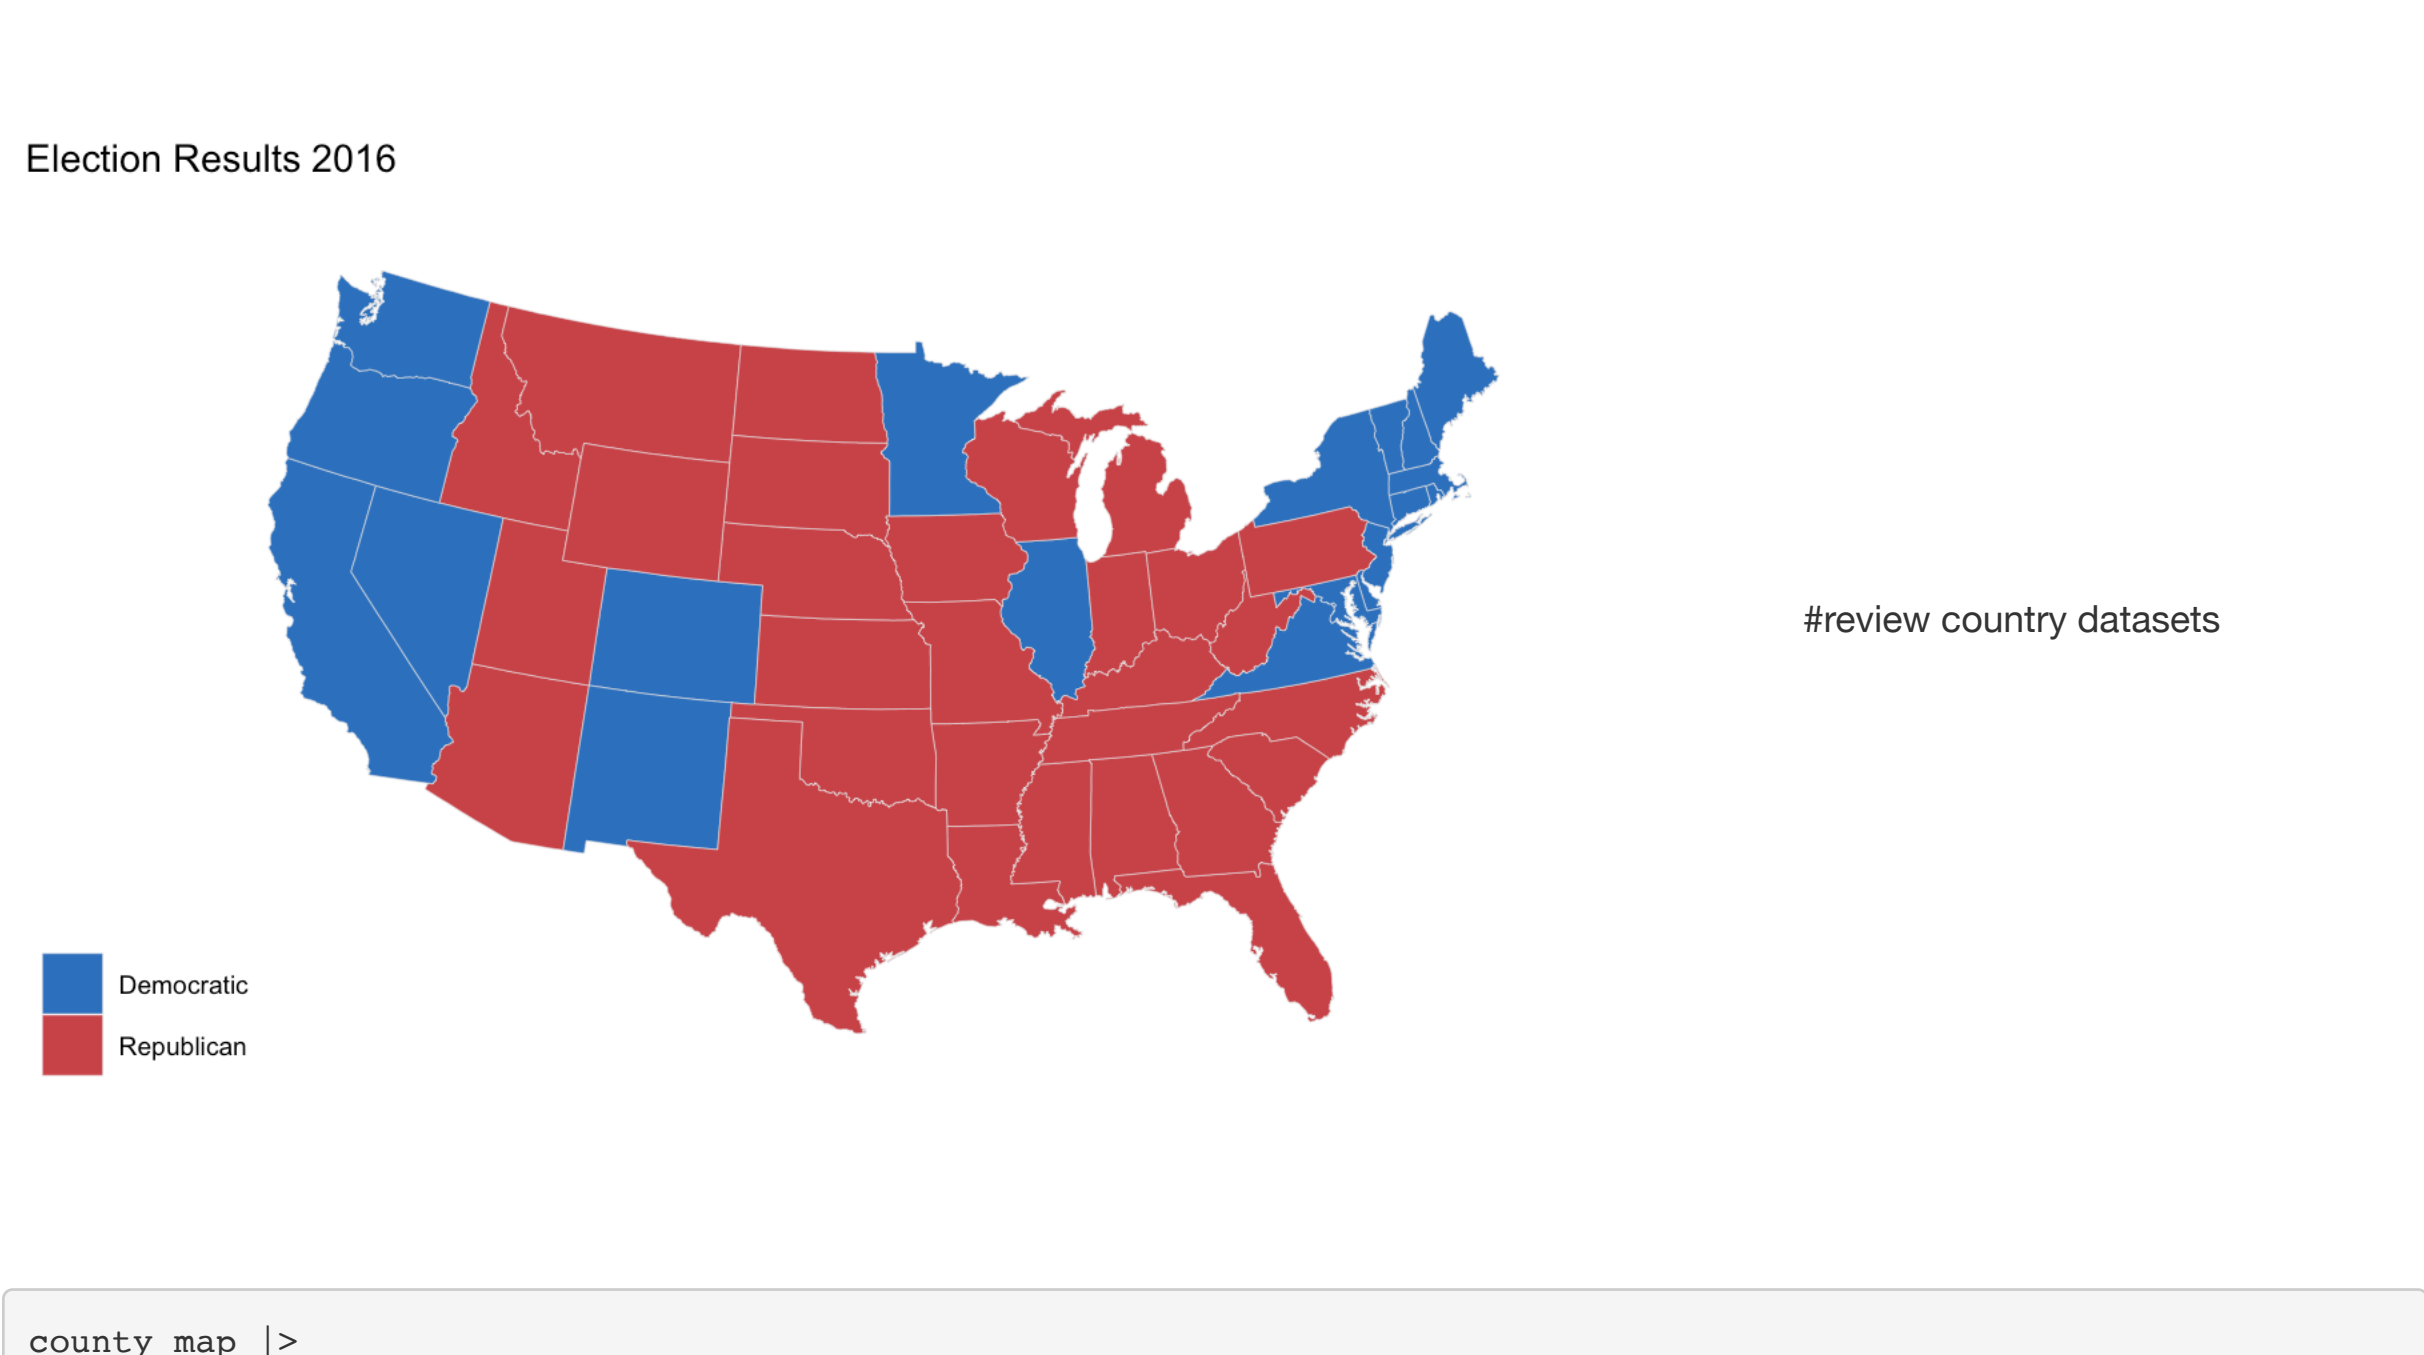 Election Results 2016
#review country datasets
Democratic
Republican
county map |>